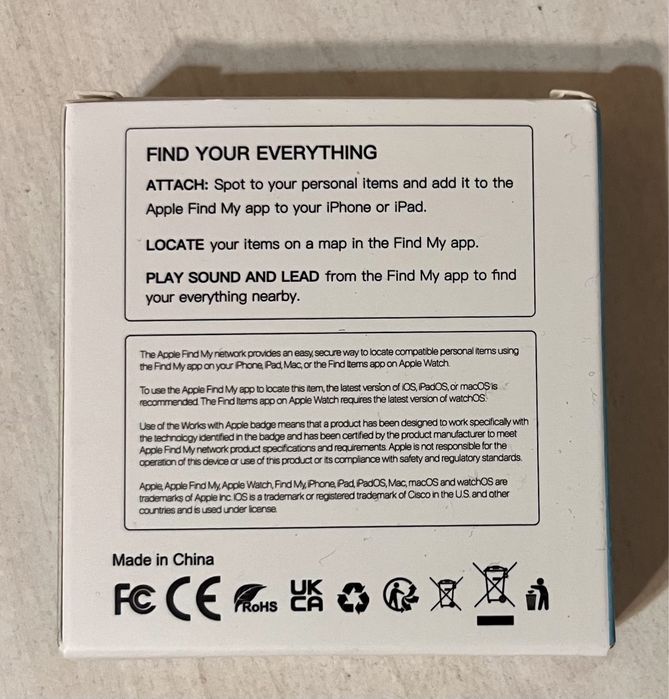 FIND YOUR EVERYTHING
ATTACH: Spot to your personal items and add it to the
Apple Find My app to your iPhone or iPad.
LOCATE your items on a map in the Find My app.
PLAY SOUND AND LEAD from the Find My app to find
your everything nearby.
The Apple Find My network provides an easy, secure way to locate compatible personal items using
the Find My app on your iPhone, iPad, Mac, or the Find Items app on Apple Watch.
To use the Apple Find My app to locate this item, the latest version of iOS, iPadOS, or macOS is
recommended. The Find Items app on Apple Watch requires the latest version of watchOS.
Use of the Works with Apple badge means that a product has been designed to work specifically with
the technology identified in the badge and has been certified by the product manufacturer to meet
Apple Find My network product specifications and requirements. Apple is not responsible for the
operation of this device or use of this product or its compliance with safety and regulatory standards.
Apple, Apple Find My, Apple Watch, Find My, iPhone, iPad, iPadOS, Mac, macOS and watchOS are
trademarks of Apple Inc. IOS is a trademark or registered trademark of Cisco in the U.S. and other
countries and is used under license.
Made in China
FC CE RoHS UK
CA